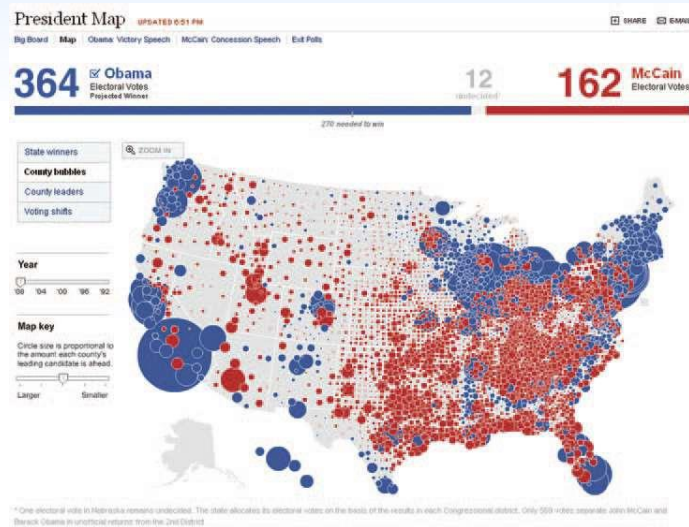 President Map UPDATED 6:51 PM SHARE E-MAIL
Big Board Map Obama: Victory Speech McCain: Concession Speech Exit Polls
364 Obama 12 162 McCain
Electoral Votes undecided* Electoral Votes
Projected Winner
270 needed to win
State winners
ZOOM IN
County bubbles
County leaders
Voting shifts
Year
'08 '04 '00 '96 '92
Map key
Circle size is proportional to
the amount each county's
leading candidate is ahead.
Larger Smaller
* One electoral vote in Nebraska remains undecided. The state allocates its electoral votes on the basis of the results in each Congressional district. Only 569 votes separate John McCain and
Barack Obama in unofficial returns from the 2nd District